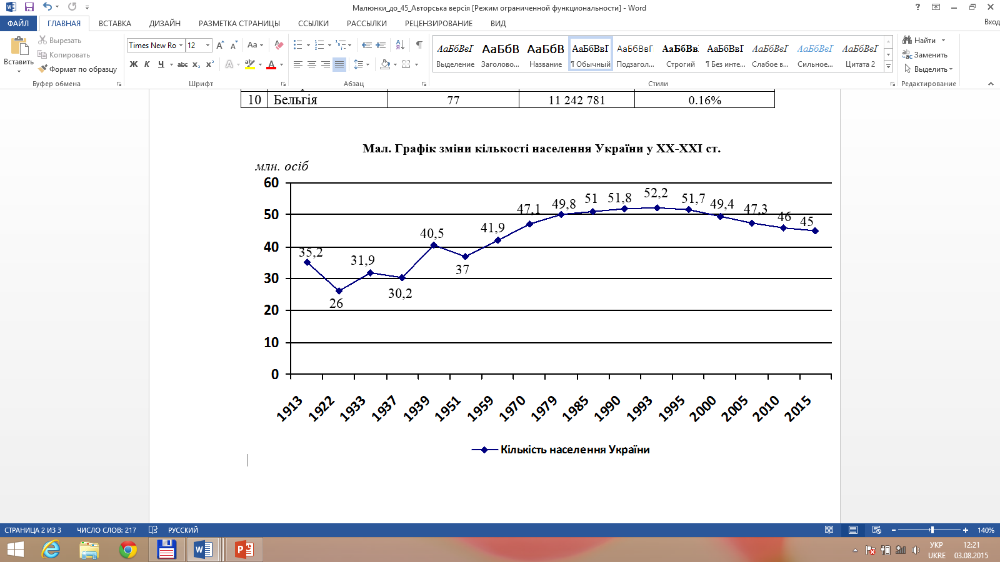 Малюнки_до_45_Авторська версія [Режим ограниченной функциональности] - Word
ФАЙЛ ГЛАВНАЯ ВСТАВКА ДИЗАЙН РАЗМЕТКА СТРАНИЦЫ ССЫЛКИ РАССЫЛКИ РЕЦЕНЗИРОВАНИЕ ВИД Вход
Вставить
Вырезать
Копировать
Формат по образцу
Буфер обмена
Times New Ro 12
Ж К Ч abc x₂ x²
Шрифт
Абзац
АаБбВвГ АаБбВ АаБбВ АаБбВвГ АаБбВвГ АаБбВв АаБбВвГ АаБбВвГ АаБбВвГ АаБбВвГ
Выделение Заголово... Название ¶ Обычный Подзагол... Строгий ¶ Без инте... Слабое в... Сильное... Цитата 2
Стили
Найти
Заменить
Выделить
Редактирование
10 Бельгія 77 11 242 781 0.16%
Мал. Графік зміни кількості населення України у ХХ-ХХІ ст.
млн. осіб
60
50
40
30
20
10
0
35,2 26 31,9 30,2 40,5 37 41,9 47,1 49,8 51 51,8 52,2 51,7 49,4 47,3 46 45
1913 1922 1933 1937 1939 1951 1959 1970 1979 1985 1990 1993 1995 2000 2005 2010 2015
Кількість населення України
СТРАНИЦА 2 ИЗ 3 ЧИСЛО СЛОВ: 217 РУССКИЙ 140%
УКР 12:21
UKRE 03.08.2015